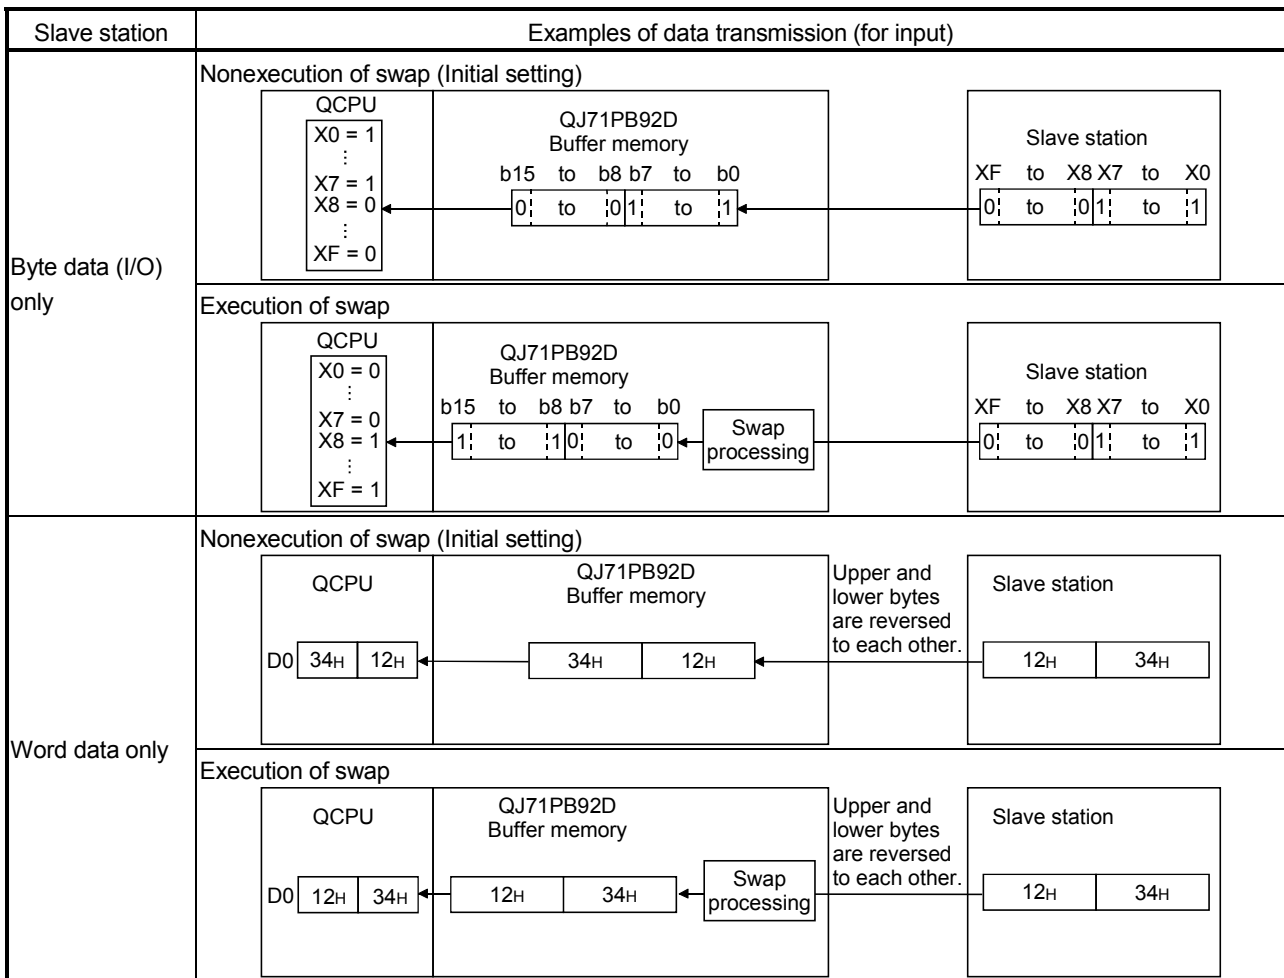 Slave station
Examples of data transmission (for input)
Byte data (I/O)
only
Nonexecution of swap (Initial setting)
QCPU
X0 = 1
⋮
X7 = 1
X8 = 0
⋮
XF = 0
QJ71PB92D
Buffer memory
b15 to b8 b7 to b0
0 to 0 1 to 1
Slave station
XF to X8 X7 to X0
0 to 0 1 to 1
Execution of swap
QCPU
X0 = 0
⋮
X7 = 0
X8 = 1
⋮
XF = 1
QJ71PB92D
Buffer memory
b15 to b8 b7 to b0
1 to 1 0 to 0
Swap
processing
Slave station
XF to X8 X7 to X0
0 to 0 1 to 1
Word data only
Nonexecution of swap (Initial setting)
QCPU
D0 34H 12H
QJ71PB92D
Buffer memory
34H 12H
Upper and
lower bytes
are reversed
to each other.
Slave station
12H 34H
Execution of swap
QCPU
D0 12H 34H
QJ71PB92D
Buffer memory
12H 34H
Swap
processing
Upper and
lower bytes
are reversed
to each other.
Slave station
12H 34H